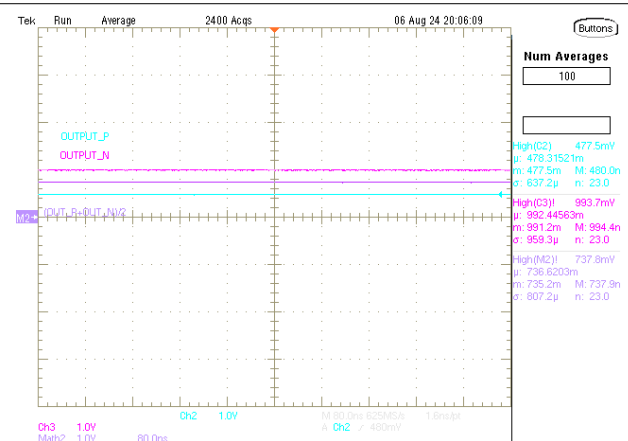 Tek Run Average 2400 Acqs 06 Aug 24 20:06:09
Buttons
Num Averages
100
OUTPUT_P
OUTPUT_N
(OUT_P+OUT_N)/2
M2
High(C2) 477.5mV
µ: 478.31521m
m: 477.5m M: 480.0m
σ: 637.2µ n: 23.0
High(C3)! 993.7mV
µ: 992.44563m
m: 991.2m M: 994.4m
σ: 959.3µ n: 23.0
High(M2)! 737.8mV
µ: 736.6203m
m: 735.2m M: 737.9m
σ: 807.2µ n: 23.0
Ch2 1.0V M 80.0ns 625MS/s 1.6ns/pt
Ch3 1.0V A Ch2 480mV
Math2 1.0V 80.0ns